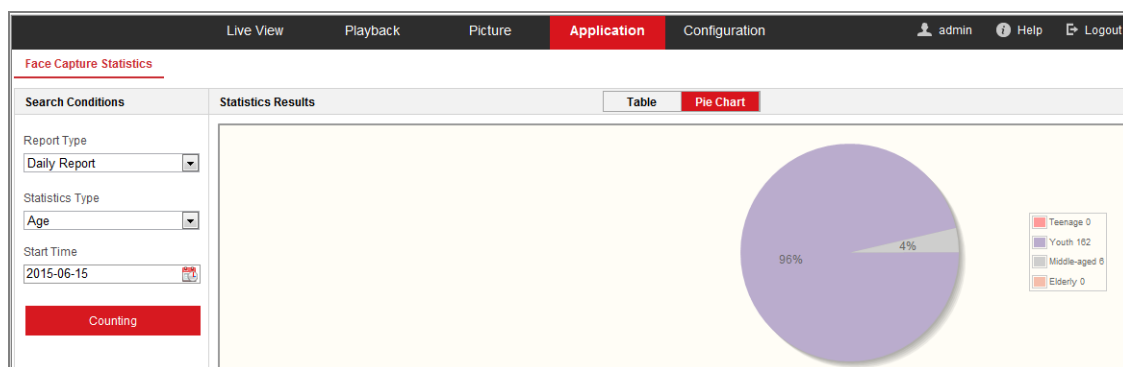 Live View Playback Picture Application Configuration admin Help Logout
Face Capture Statistics
Search Conditions
Statistics Results
Table Pie Chart
Report Type
Daily Report
Statistics Type
Age
Start Time
2015-06-15
Counting
96%
4%
Teenage 0
Youth 162
Middle-aged 6
Elderly 0